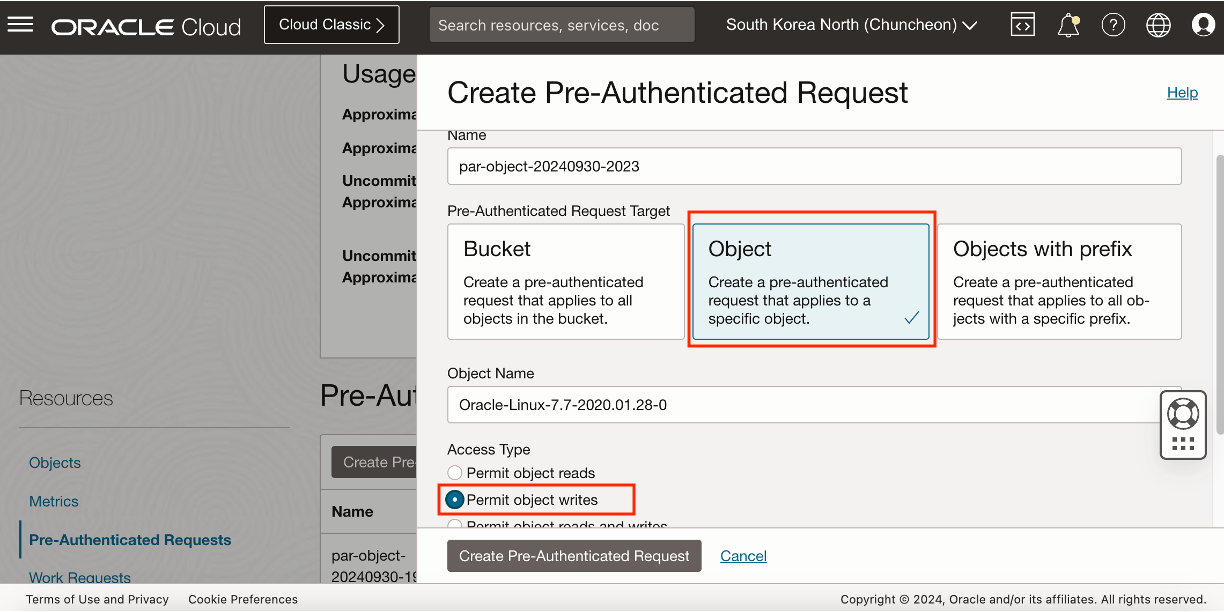 ORACLE Cloud
Cloud Classic
Search resources, services, doc
South Korea North (Chuncheon)
Usage
Approxima
Approxima
Uncommit
Approxima
Uncommit
Approxima
Resources
Objects
Metrics
Pre-Authenticated Requests
Work Requests
Pre-Au
Create Pre-
Name
par-object-
20240930-19
Create Pre-Authenticated Request
Help
Name
par-object-20240930-2023
Pre-Authenticated Request Target
Bucket
Create a pre-authenticated
request that applies to all
objects in the bucket.
Object
Create a pre-authenticated
request that applies to a
specific object.
Objects with prefix
Create a pre-authenticated
request that applies to all ob-
jects with a specific prefix.
Object Name
Oracle-Linux-7.7-2020.01.28-0
Access Type
Permit object reads
Permit object writes
Permit object reads and writes
Create Pre-Authenticated Request
Cancel
Terms of Use and Privacy
Cookie Preferences
Copyright © 2024, Oracle and/or its affiliates. All rights reserved.